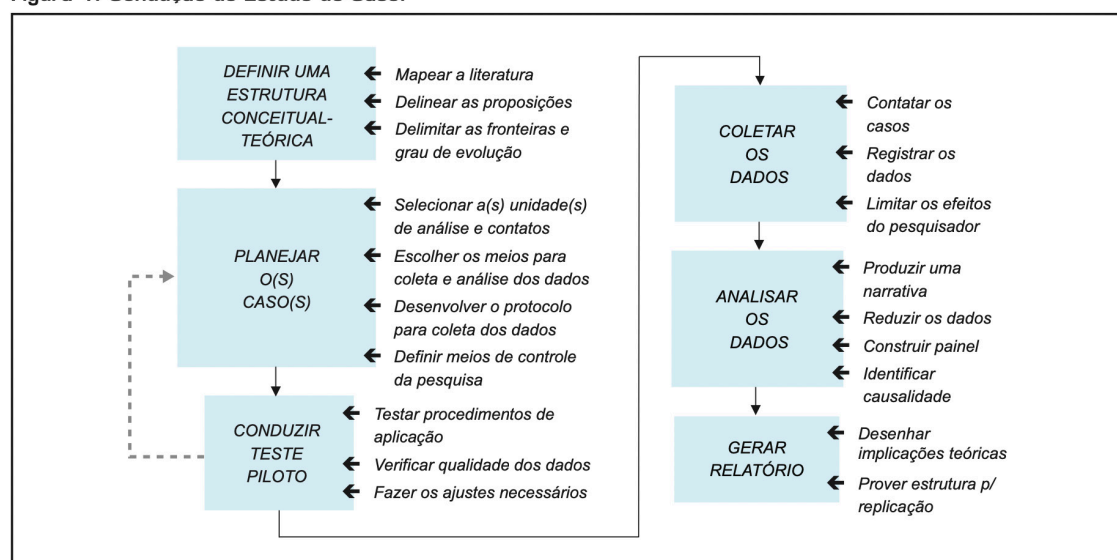 Figura Condução do Estudo de Caso.
DEFINIR UMA
ESTRUTURA
CONCEITUAL-
TEÓRICA
Mapear a literatura
Delinear as proposições
Delimitar as fronteiras e
grau de evolução
PLANEJAR
O(S)
CASO(S)
Selecionar a(s) unidade(s)
de análise e contatos
Escolher os meios para
coleta e análise dos dados
Desenvolver o protocolo
para coleta dos dados
Definir meios de controle
da pesquisa
CONDUZIR
TESTE
PILOTO
Testar procedimentos de
aplicação
Verificar qualidade dos dados
Fazer os ajustes necessários
COLETAR
OS
DADOS
Contatar os
casos
Registrar os
dados
Limitar os efeitos
do pesquisador
ANALISAR
OS
DADOS
Produzir uma
narrativa
Reduzir os dados
Construir painel
Identificar
causalidade
GERAR
RELATÓRIO
Desenhar
implicações teóricas
Prover estrutura p/
replicação